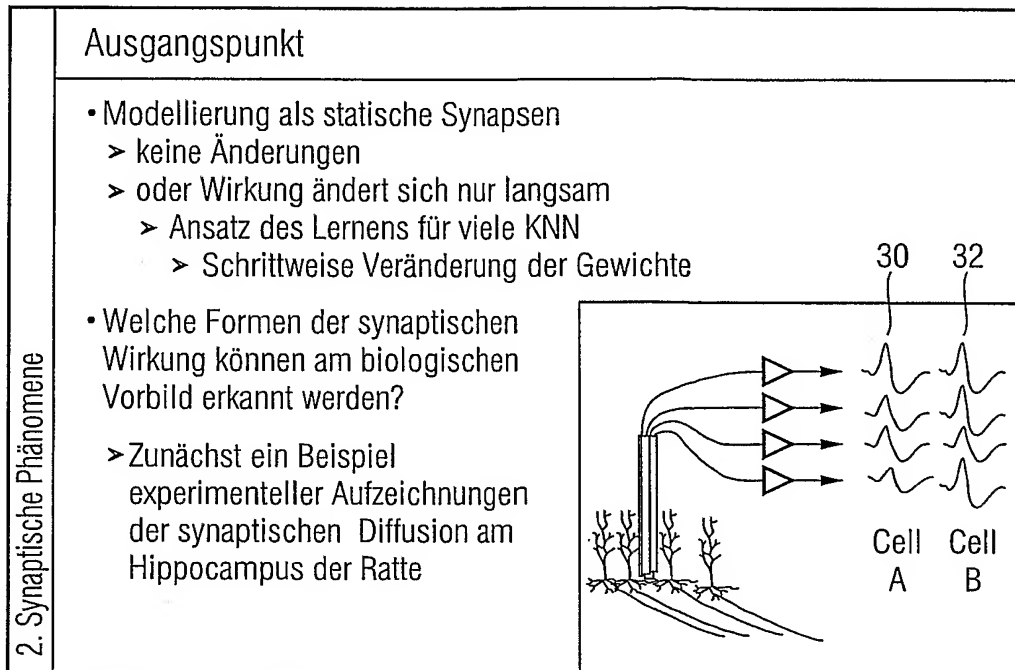 Ausgangspunkt
• Modellierung als statische Synapsen
➤ keine Änderungen
➤ oder Wirkung ändert sich nur langsam
➤ Ansatz des Lernens für viele KNN
➤ Schrittweise Veränderung der Gewichte
• Welche Formen der synaptischen
Wirkung können am biologischen
Vorbild erkannt werden?
➤ Zunächst ein Beispiel
experimenteller Aufzeichnungen
der synaptischen Diffusion am
Hippocampus der Ratte
2. Synaptische Phänomene
30 32
Cell Cell
A B